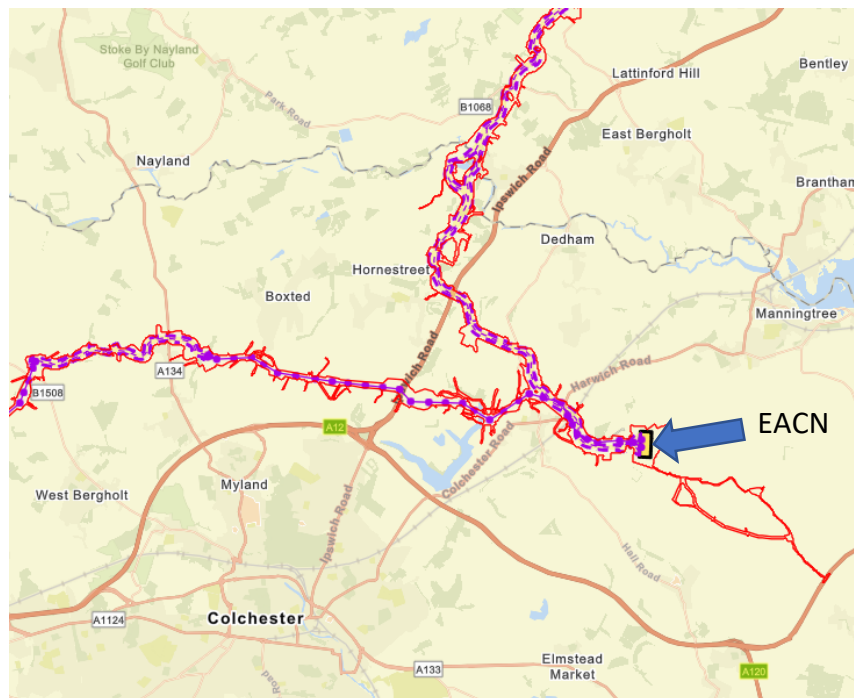 Stoke By Nayland
Golf Club
Lattinford Hill
Bentley
Park Road
B1068
East Bergholt
Nayland
Ipswich Road
Brantham
Dedham
Hornestreet
Boxted
Manningtree
A134
B1508
Ipswich Road
Harwich Road
EACN
A12
Colchester Road
West Bergholt
Myland
Ipswich Road
Hall Road
Colchester
A1124
Elmstead
Market
A133
A120
Road